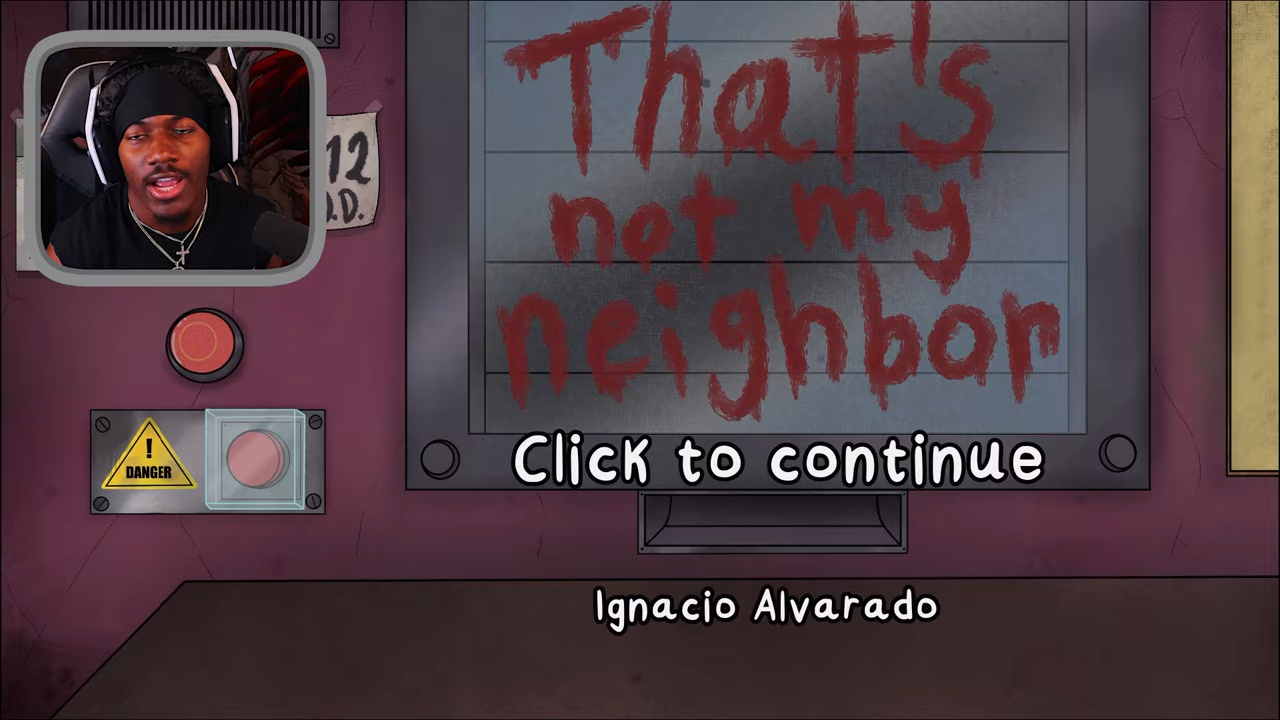 That's
not my
neighbor
12
D.D.
!
DANGER
Click to continue
Ignacio Alvarado